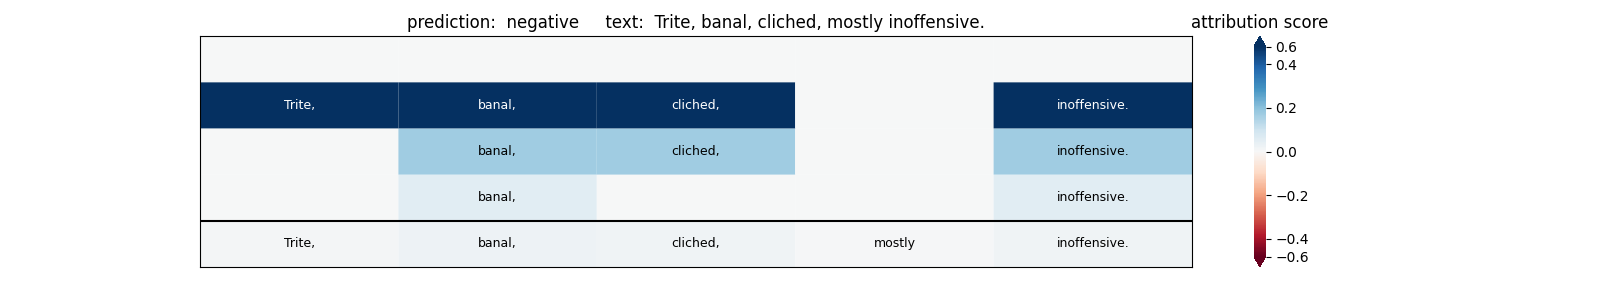 prediction:  negative     text:  Trite, banal, cliched, mostly inoffensive.
attribution score
Trite, banal, cliched, inoffensive.
banal, cliched, inoffensive.
banal, inoffensive.
Trite, banal, cliched, mostly inoffensive.
0.6
0.4
0.2
0.0
−0.2
−0.4
−0.6